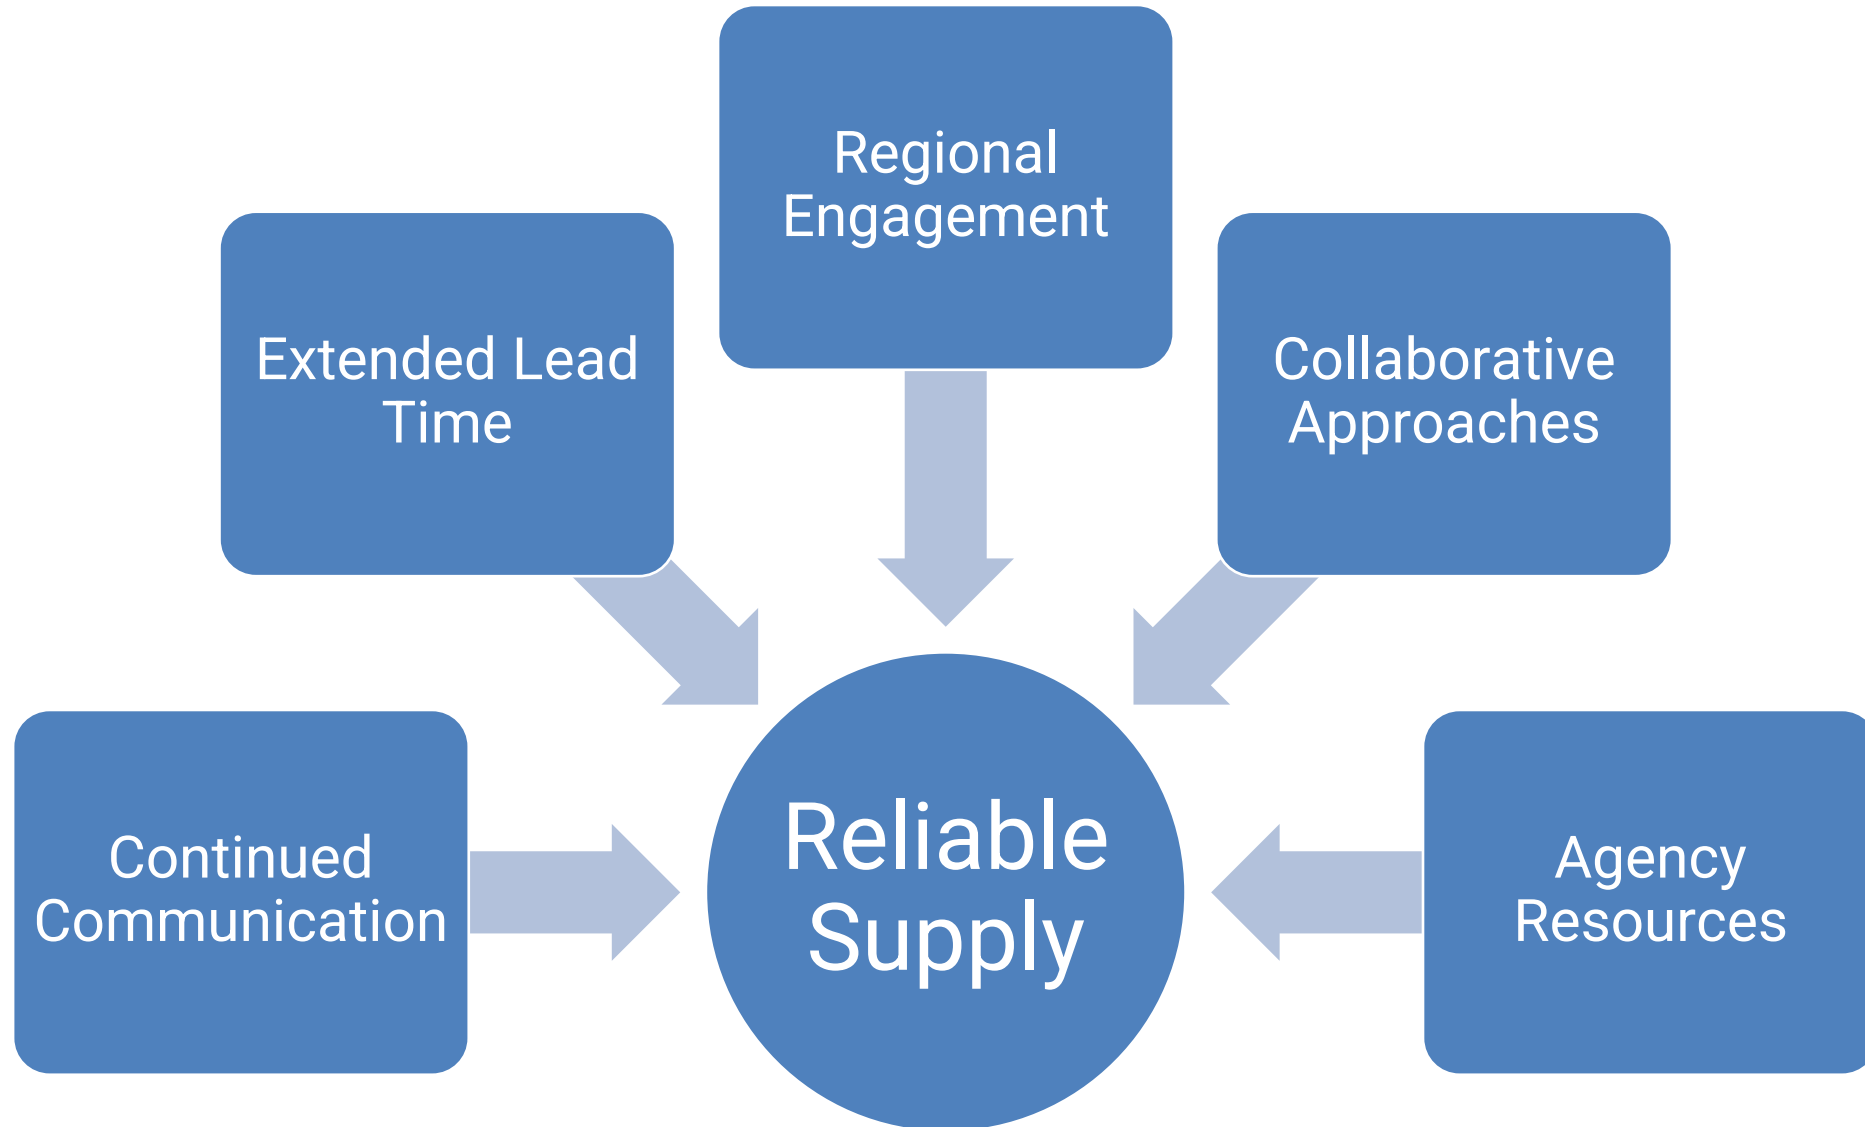 Regional
Engagement
Extended Lead
Time
Collaborative
Approaches
Continued
Communication
Reliable
Supply
Agency
Resources